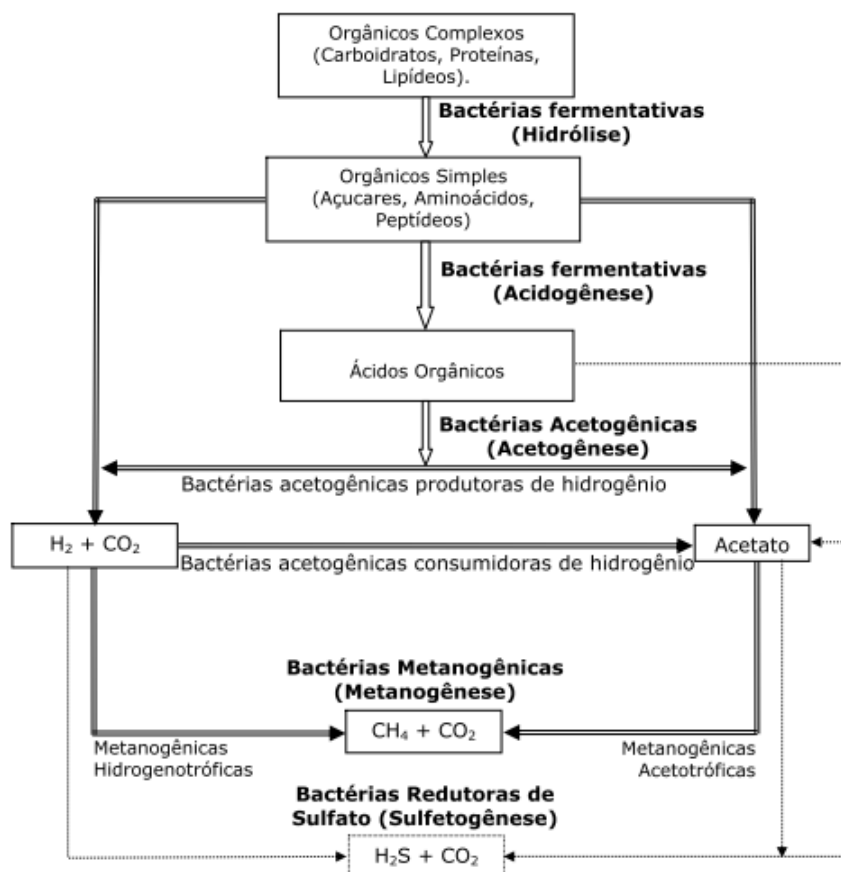 Orgânicos Complexos
(Carboidratos, Proteínas,
Lipídeos).
Bactérias fermentativas
(Hidrólise)
Orgânicos Simples
(Açucares, Aminoácidos,
Peptídeos)
Bactérias fermentativas
(Acidogênese)
Ácidos Orgânicos
Bactérias Acetogênicas
(Acetogênese)
Bactérias acetogênicas produtoras de hidrogênio
H₂ + CO₂
Acetato
Bactérias acetogênicas consumidoras de hidrogênio
Bactérias Metanogênicas
(Metanogênese)
CH₄ + CO₂
Metanogênicas
Hidrogenotróficas
Metanogênicas
Acetotróficas
Bactérias Redutoras de
Sulfato (Sulfetogênese)
H₂S + CO₂